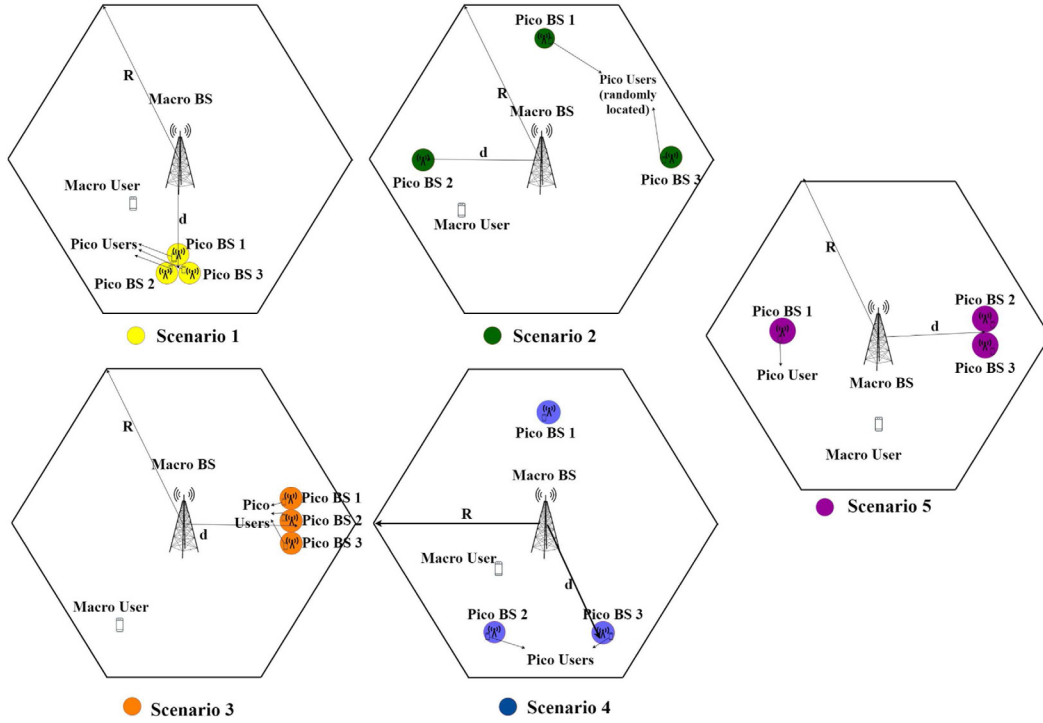 R
Macro BS
Macro User
d
Pico Users
Pico BS 1
Pico BS 2
Pico BS 3
Scenario 1
Pico BS 1
R
Pico Users
(randomly
located)
Macro BS
d
Pico BS 2
Pico BS 3
Macro User
Scenario 2
R
Macro BS
Pico
Users
Pico BS 1
Pico BS 2
Pico BS 3
d
Macro User
Scenario 3
Pico BS 1
Macro BS
R
Macro User
d
Pico BS 2
Pico BS 3
Pico Users
Scenario 4
R
Pico BS 1
Pico BS 2
d
Pico BS 3
Pico User
Macro BS
Macro User
Scenario 5